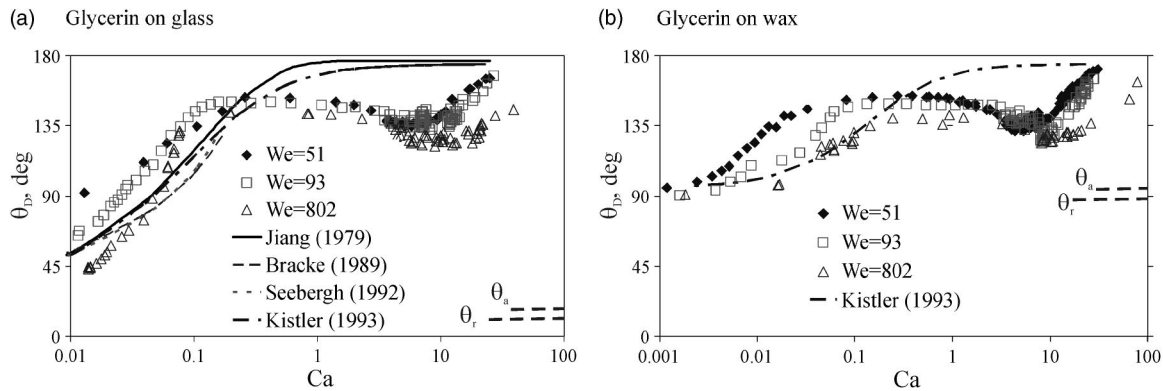 (a) Glycerin on glass
180
135
90
45
0
θD, deg
0.01 0.1 1 10 100
Ca
We=51
We=93
We=802
Jiang (1979)
Bracke (1989)
Seebergh (1992)
Kistler (1993)
θa
θr
(b) Glycerin on wax
180
135
90
45
0
θD, deg
0.001 0.01 0.1 1 10 100
Ca
We=51
We=93
We=802
Kistler (1993)
θa
θr